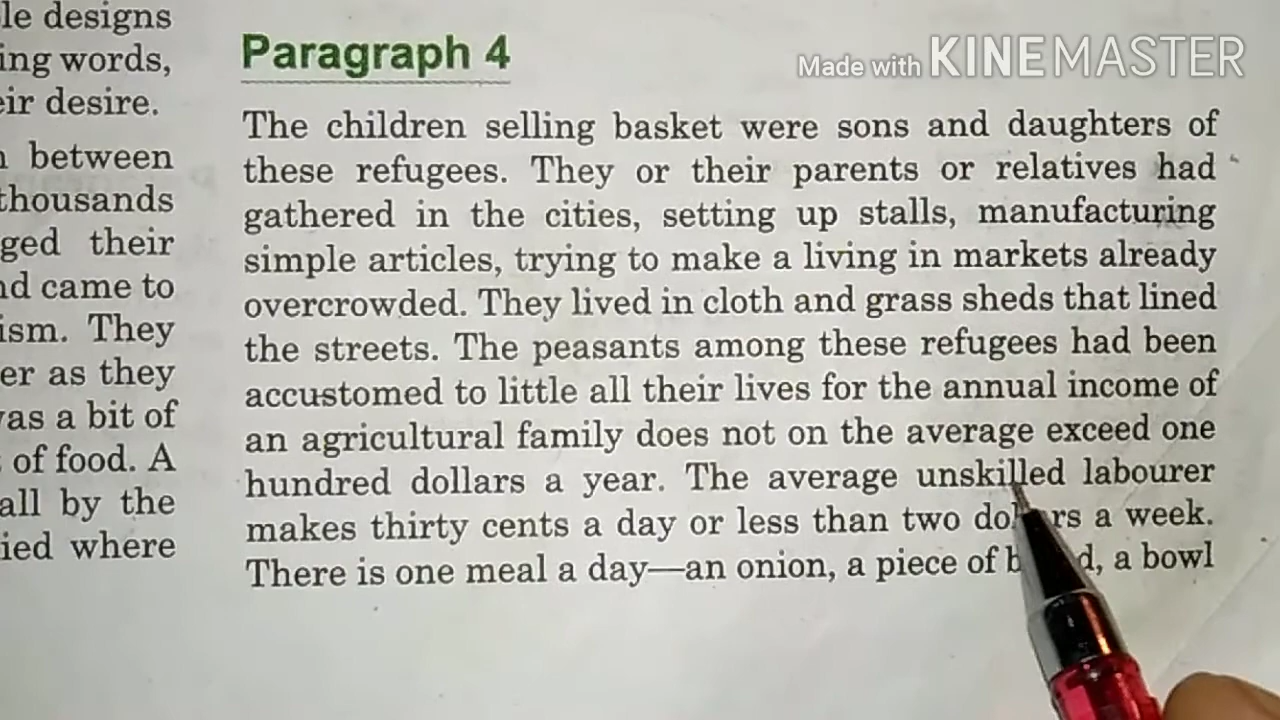 le designs
ing words,
eir desire.
between
thousands
ged their
nd came to
ism. They
er as they
was a bit of
of food. A
all by the
ied where
Paragraph 4
Made with KINEMASTER
The children selling basket were sons and daughters of
these refugees. They or their parents or relatives had
gathered in the cities, setting up stalls, manufacturing
simple articles, trying to make a living in markets already
overcrowded. They lived in cloth and grass sheds that lined
the streets. The peasants among these refugees had been
accustomed to little all their lives for the annual income of
an agricultural family does not on the average exceed one
hundred dollars a year. The average unskilled labourer
makes thirty cents a day or less than two a week.
There is one meal a day—an onion, a piece of a bowl